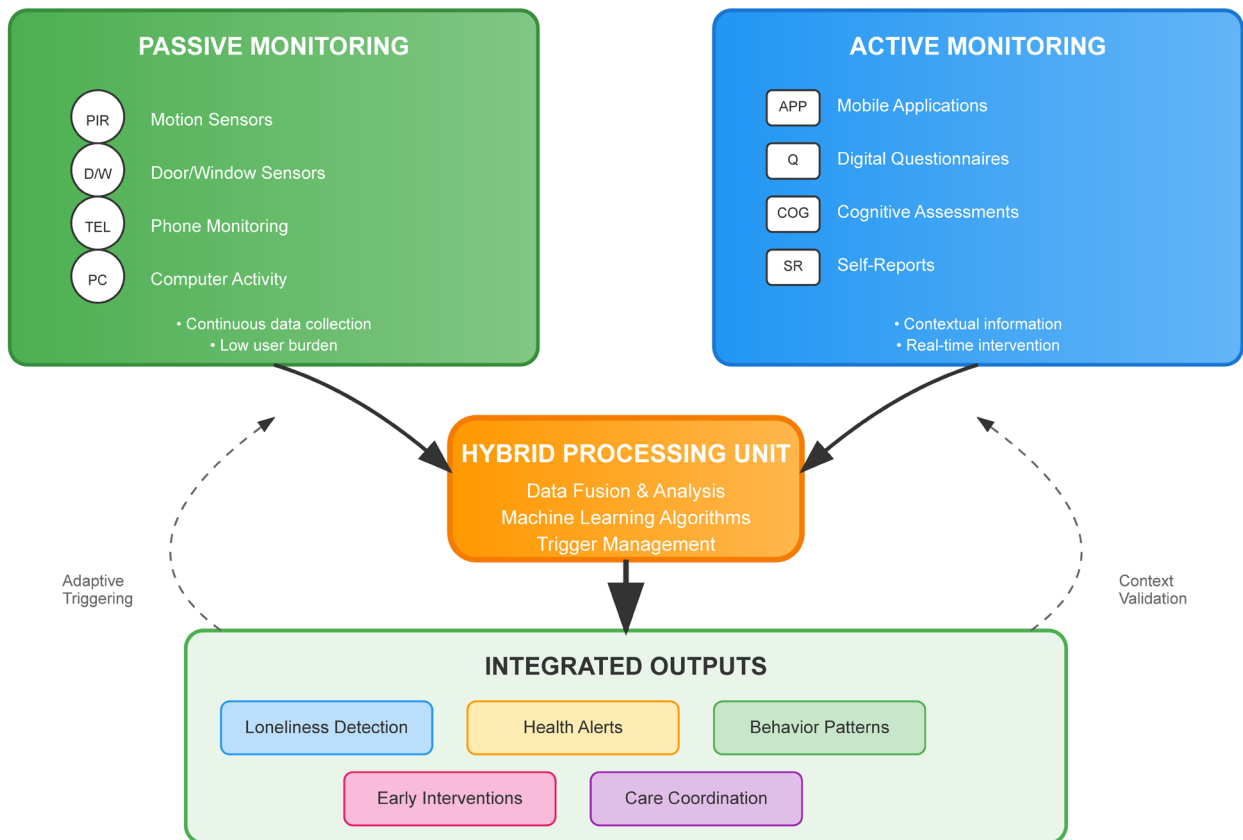 PASSIVE MONITORING
PIR Motion Sensors
D/W Door/Window Sensors
TEL Phone Monitoring
PC Computer Activity
• Continuous data collection
• Low user burden
ACTIVE MONITORING
APP Mobile Applications
Q Digital Questionnaires
COG Cognitive Assessments
SR Self-Reports
• Contextual information
• Real-time intervention
HYBRID PROCESSING UNIT
Data Fusion & Analysis
Machine Learning Algorithms
Trigger Management
Adaptive
Triggering
Context
Validation
INTEGRATED OUTPUTS
Loneliness Detection
Health Alerts
Behavior Patterns
Early Interventions
Care Coordination